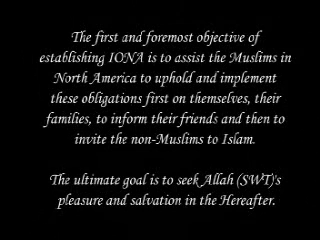 The first and foremost objective of
establishing IONA is to assist the Muslims in
North America to uphold and implement
these obligations first on themselves, their
families, to inform their friends and then to
invite the non-Muslims to Islam.
The ultimate goal is to seek Allah (SWT)'s
pleasure and salvation in the Hereafter.